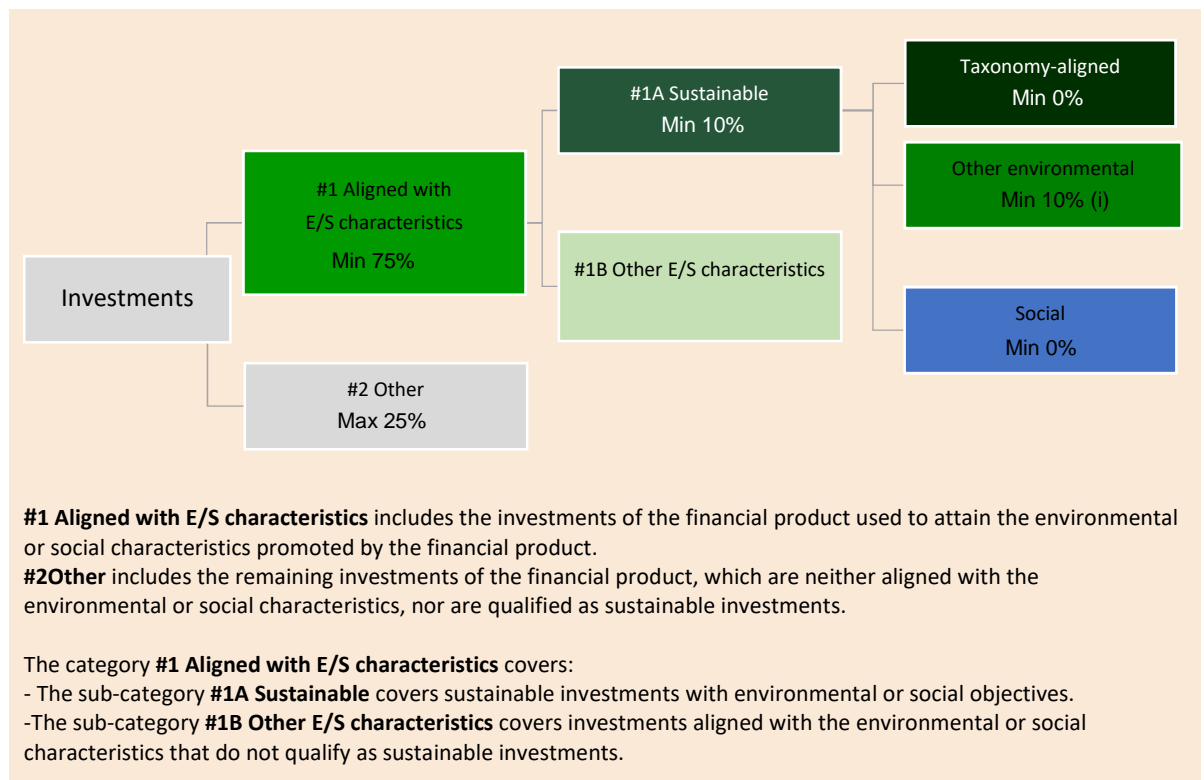 Investments
#1 Aligned with
E/S characteristics
Min 75%
#2 Other
Max 25%
#1A Sustainable
Min 10%
#1B Other E/S characteristics
Taxonomy-aligned
Min 0%
Other environmental
Min 10% (i)
Social
Min 0%
#1 Aligned with E/S characteristics includes the investments of the financial product used to attain the environmental
or social characteristics promoted by the financial product.
#2Other includes the remaining investments of the financial product, which are neither aligned with the
environmental or social characteristics, nor are qualified as sustainable investments.
The category #1 Aligned with E/S characteristics covers:
- The sub-category #1A Sustainable covers sustainable investments with environmental or social objectives.
-The sub-category #1B Other E/S characteristics covers investments aligned with the environmental or social
characteristics that do not qualify as sustainable investments.